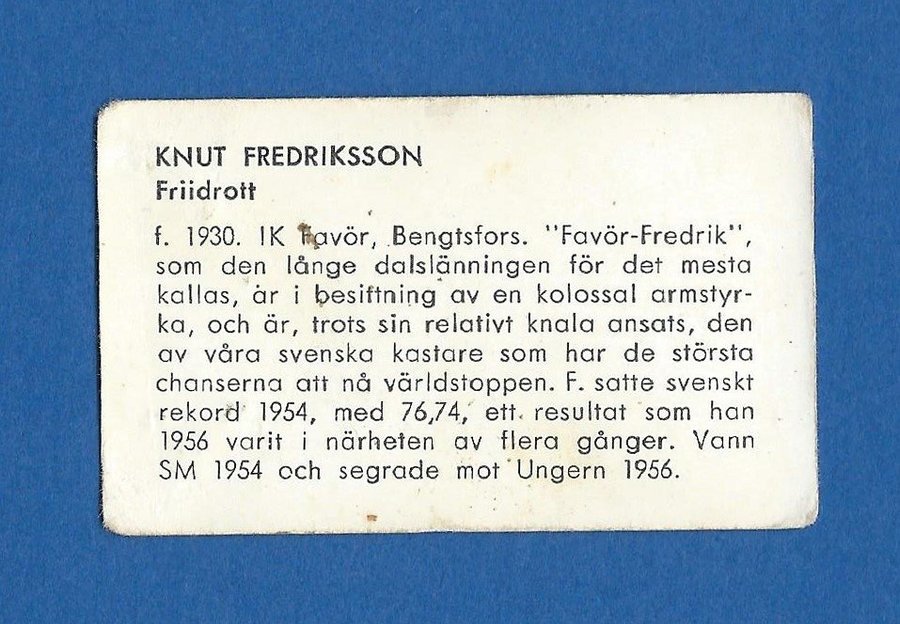 KNUT FREDRIKSSON
Friidrott
f. 1930. IK Favör, Bengtsfors. "Favör-Fredrik",
som den långe dalslänningen för det mesta
kallas, är i besittning av en kolossal armstyr-
ka, och är, trots sin relativt knala ansats, den
av våra svenska kastare som har de största
chanserna att nå världstoppen. F. satte svenskt
rekord 1954, med 76,74, ett resultat som han
1956 varit i närheten av flera gånger. Vann
SM 1954 och segrade mot Ungern 1956.